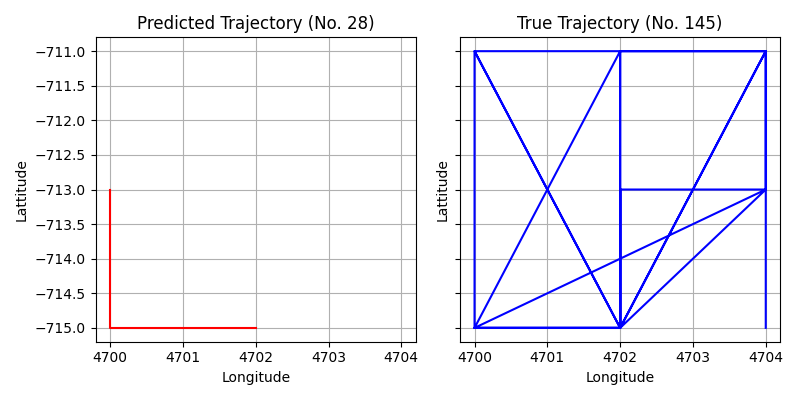 Predicted Trajectory (No. 28)
True Trajectory (No. 145)
Lattitude
−711.0
−711.5
−712.0
−712.5
−713.0
−713.5
−714.0
−714.5
−715.0
4700 4701 4702 4703 4704
Longitude
Lattitude
4700 4701 4702 4703 4704
Longitude